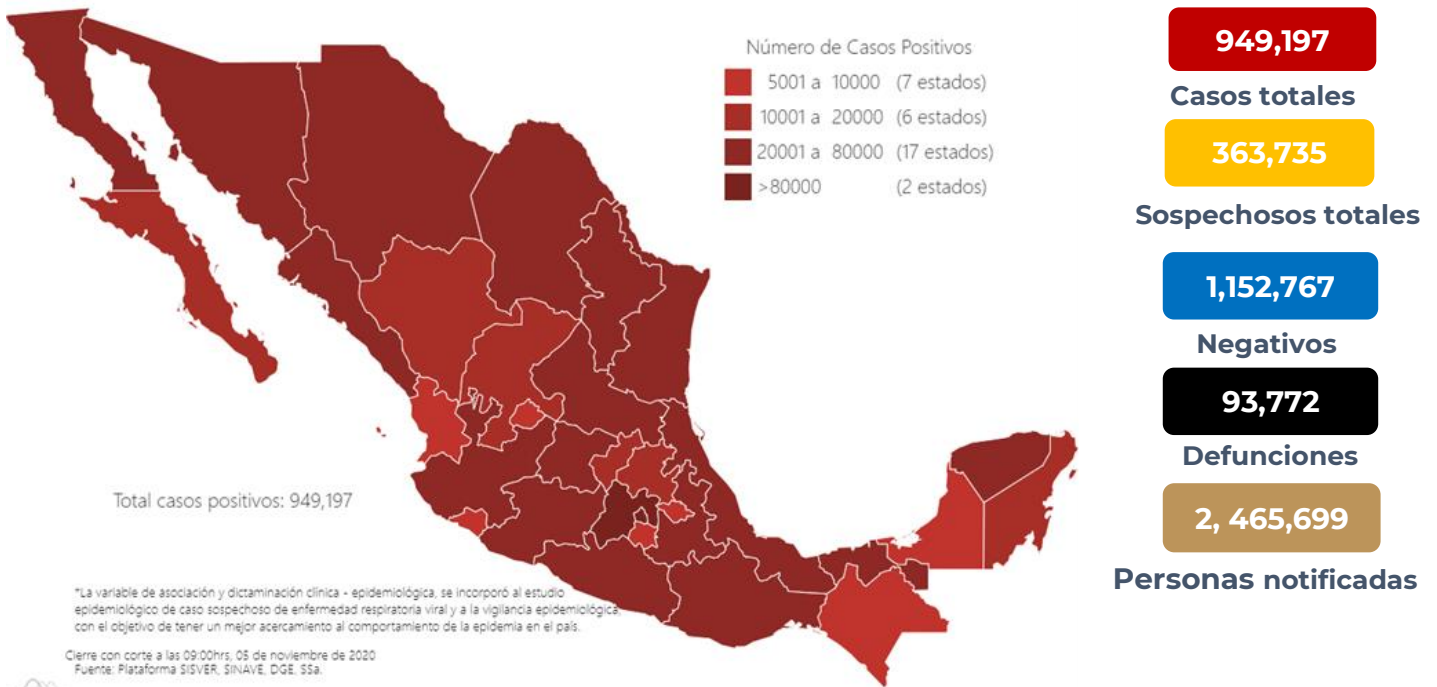 Número de Casos Positivos
5001 a 10000 (7 estados)
10001 a 20000 (6 estados)
20001 a 80000 (17 estados)
>80000 (2 estados)
Total casos positivos: 949,197
*La variable de asociación y dictaminación clínica - epidemiológica, se incorporó al estudio
epidemiológico de caso sospechoso de enfermedad respiratoria viral y a la vigilancia epidemiológica,
con el objetivo de tener un mejor acercamiento al comportamiento de la epidemia en el país.
Cierre con corte a las 09:00hrs, 05 de noviembre de 2020
Fuente: Plataforma SISVER, SINAVE, DGE, SSa.
949,197
Casos totales
363,735
Sospechosos totales
1,152,767
Negativos
93,772
Defunciones
2, 465,699
Personas notificadas